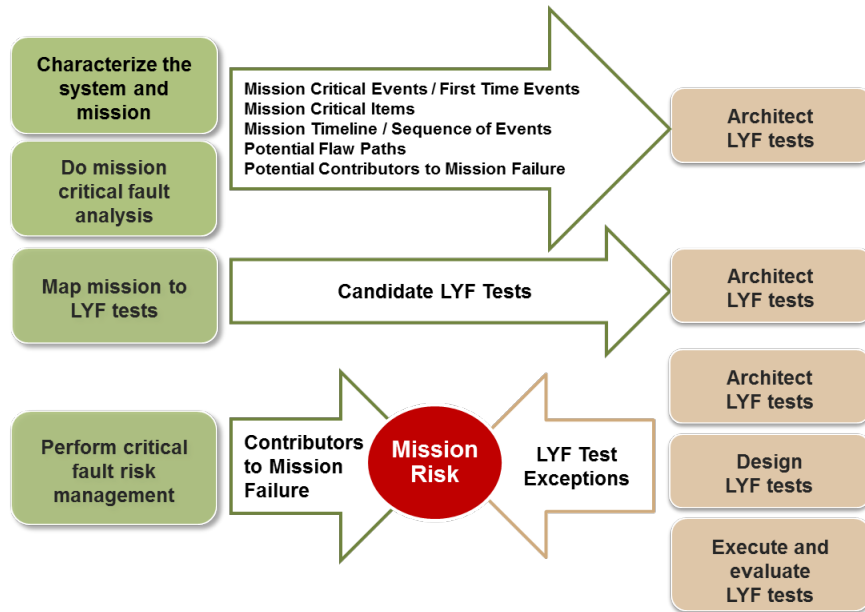 Characterize the
system and
mission
Do mission
critical fault
analysis
Mission Critical Events / First Time Events
Mission Critical Items
Mission Timeline / Sequence of Events
Potential Flaw Paths
Potential Contributors to Mission Failure
Architect
LYF tests
Map mission to
LYF tests
Candidate LYF Tests
Architect
LYF tests
Perform critical
fault risk
management
Contributors
to Mission
Failure
Mission
Risk
LYF Test
Exceptions
Architect
LYF tests
Design
LYF tests
Execute and
evaluate
LYF tests